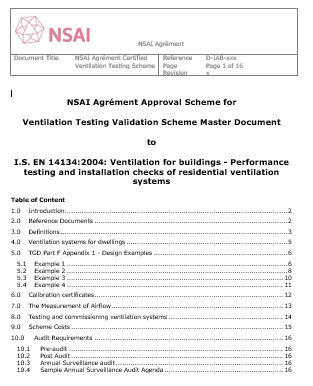 NSAI
NSAI Agrément
Document Title NSAI Agrément Certified Ventilation Testing Scheme
Reference D-IAB-xxx
Page Page 1 of 16
Revision x
NSAI Agrément Approval Scheme for
Ventilation Testing Validation Scheme Master Document
to
I.S. EN 14134:2004: Ventilation for buildings - Performance
testing and installation checks of residential ventilation
systems
Table of Content
1.0 Introduction 2
2.0 Reference Documents 2
3.0 Definitions 3
4.0 Ventilation systems for dwellings 5
5.0 TGD Part F Appendix 1 - Design Examples 6
5.1 Example 1 6
5.2 Example 2 8
5.3 Example 3 10
5.4 Example 4 11
6.0 Calibration certificates 12
7.0 The Measurement of Airflow 13
8.0 Testing and commissioning ventilation systems 14
9.0 Scheme Costs 15
10.0 Audit Requirements 16
10.1 Pre-audit 16
10.2 Post Audit 16
10.3 Annual Surveillance audit 16
10.4 Sample Annual Surveillance Audit Agenda 16